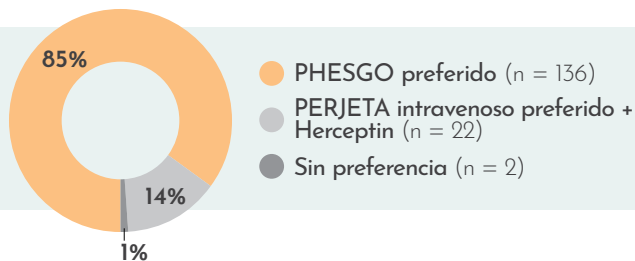 85%
14%
1%
PHESGO preferido (n = 136)
PERJETA intravenoso preferido +
Herceptin (n = 22)
Sin preferencia (n = 2)